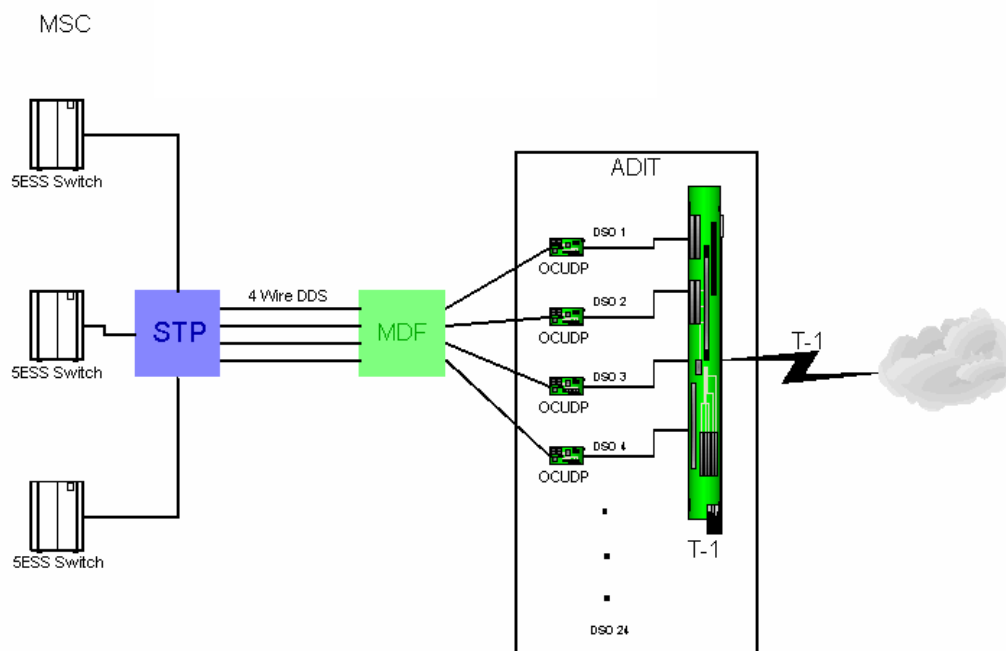 MSC
5ESS Switch
5ESS Switch
5ESS Switch
STP
4 Wire DDS
MDF
ADIT
DSO 1
OCUDP
DSO 2
OCUDP
DSO 3
OCUDP
DSO 4
OCUDP
DSO 24
T-1
T-1